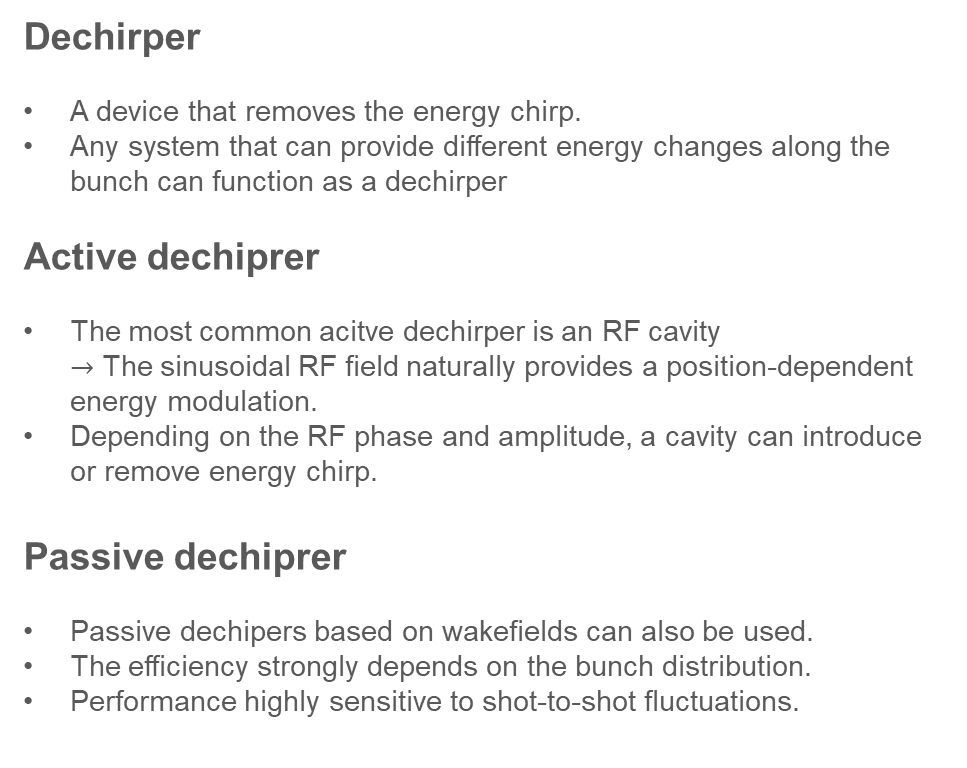 Dechirper
• A device that removes the energy chirp.
• Any system that can provide different energy changes along the
bunch can function as a dechirper
Active dechiprer
• The most common acitve dechirper is an RF cavity
→ The sinusoidal RF field naturally provides a position-dependent
energy modulation.
• Depending on the RF phase and amplitude, a cavity can introduce
or remove energy chirp.
Passive dechiprer
• Passive dechipers based on wakefields can also be used.
• The efficiency strongly depends on the bunch distribution.
• Performance highly sensitive to shot-to-shot fluctuations.